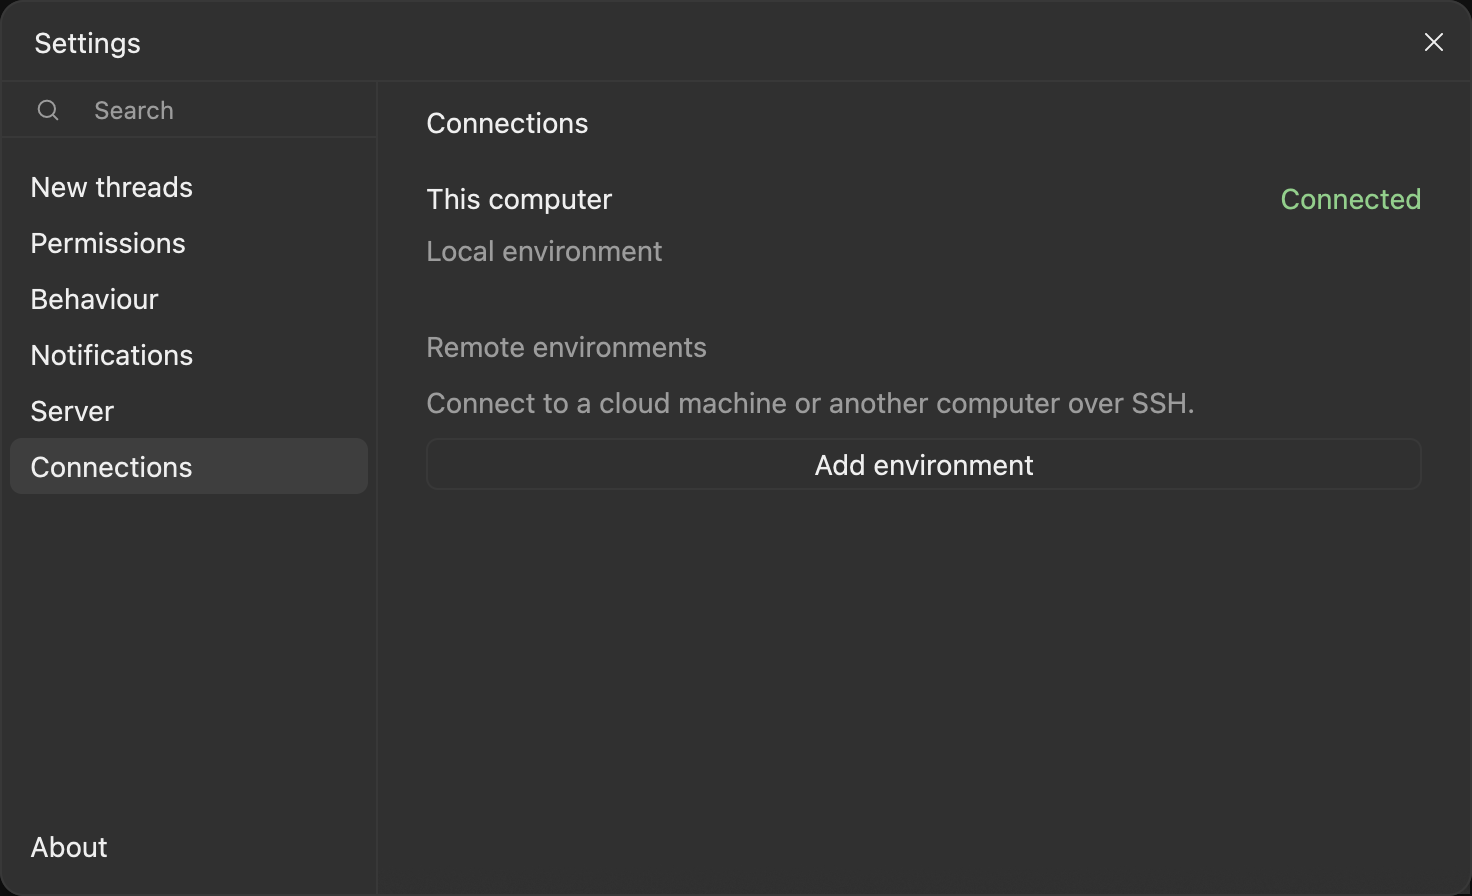 Settings
Search
New threads
Permissions
Behaviour
Notifications
Server
Connections
About
Connections
This computer
Connected
Local environment
Remote environments
Connect to a cloud machine or another computer over SSH.
Add environment